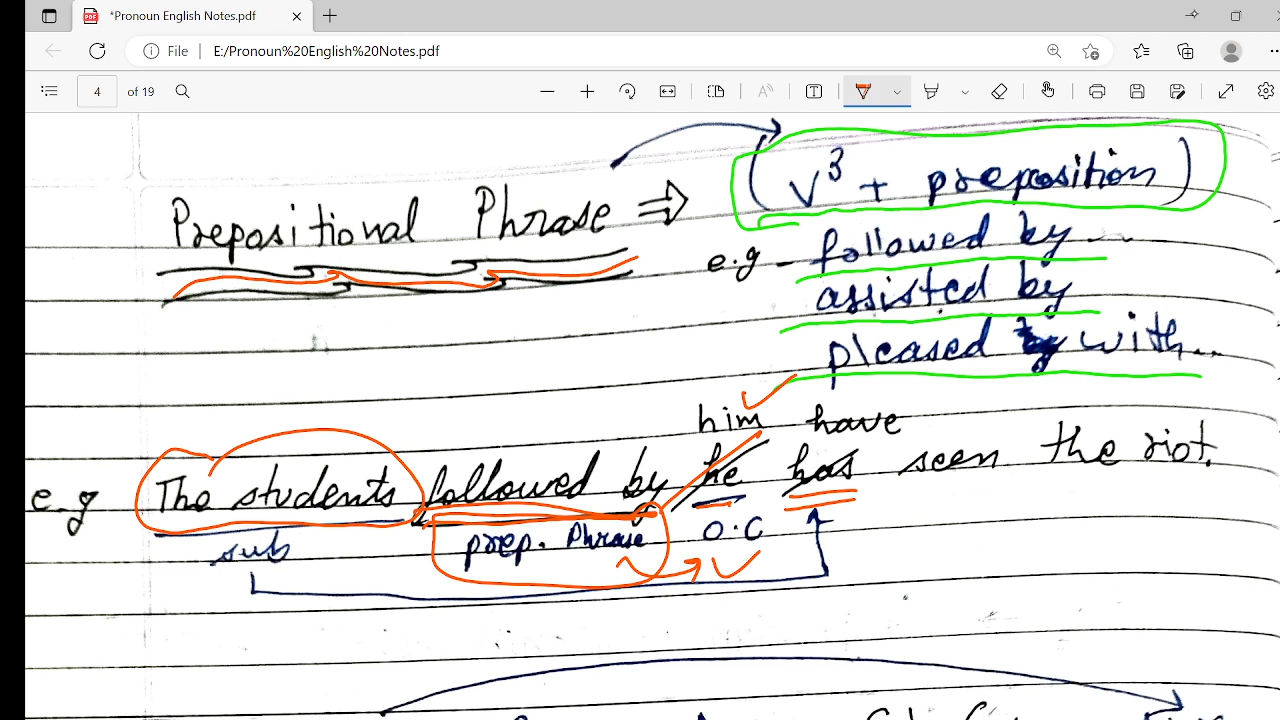 *Pronoun English Notes.pdf
File | E:/Pronoun%20English%20Notes.pdf
4 of 19
Prepositional Phrase ⇒ (V³ + preposition)
e.g - followed by...
assisted by
pleased with...
him have
e.g The students followed by he has seen the riot.
sub prep. Phrase O.C